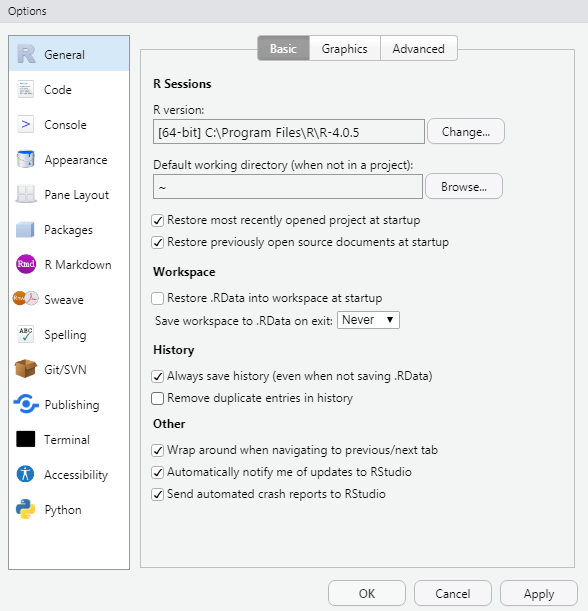 Options
General
Code
Console
Appearance
Pane Layout
Packages
Rmd R Markdown
Sweave
ABC Spelling
Git/SVN
Publishing
Terminal
Accessibility
Python
Basic Graphics Advanced
R Sessions
R version:
[64-bit] C:\Program Files\R\R-4.0.5 Change...
Default working directory (when not in a project):
~ Browse...
Restore most recently opened project at startup
Restore previously open source documents at startup
Workspace
Restore .RData into workspace at startup
Save workspace to .RData on exit: Never
History
Always save history (even when not saving .RData)
Remove duplicate entries in history
Other
Wrap around when navigating to previous/next tab
Automatically notify me of updates to RStudio
Send automated crash reports to RStudio
OK Cancel Apply